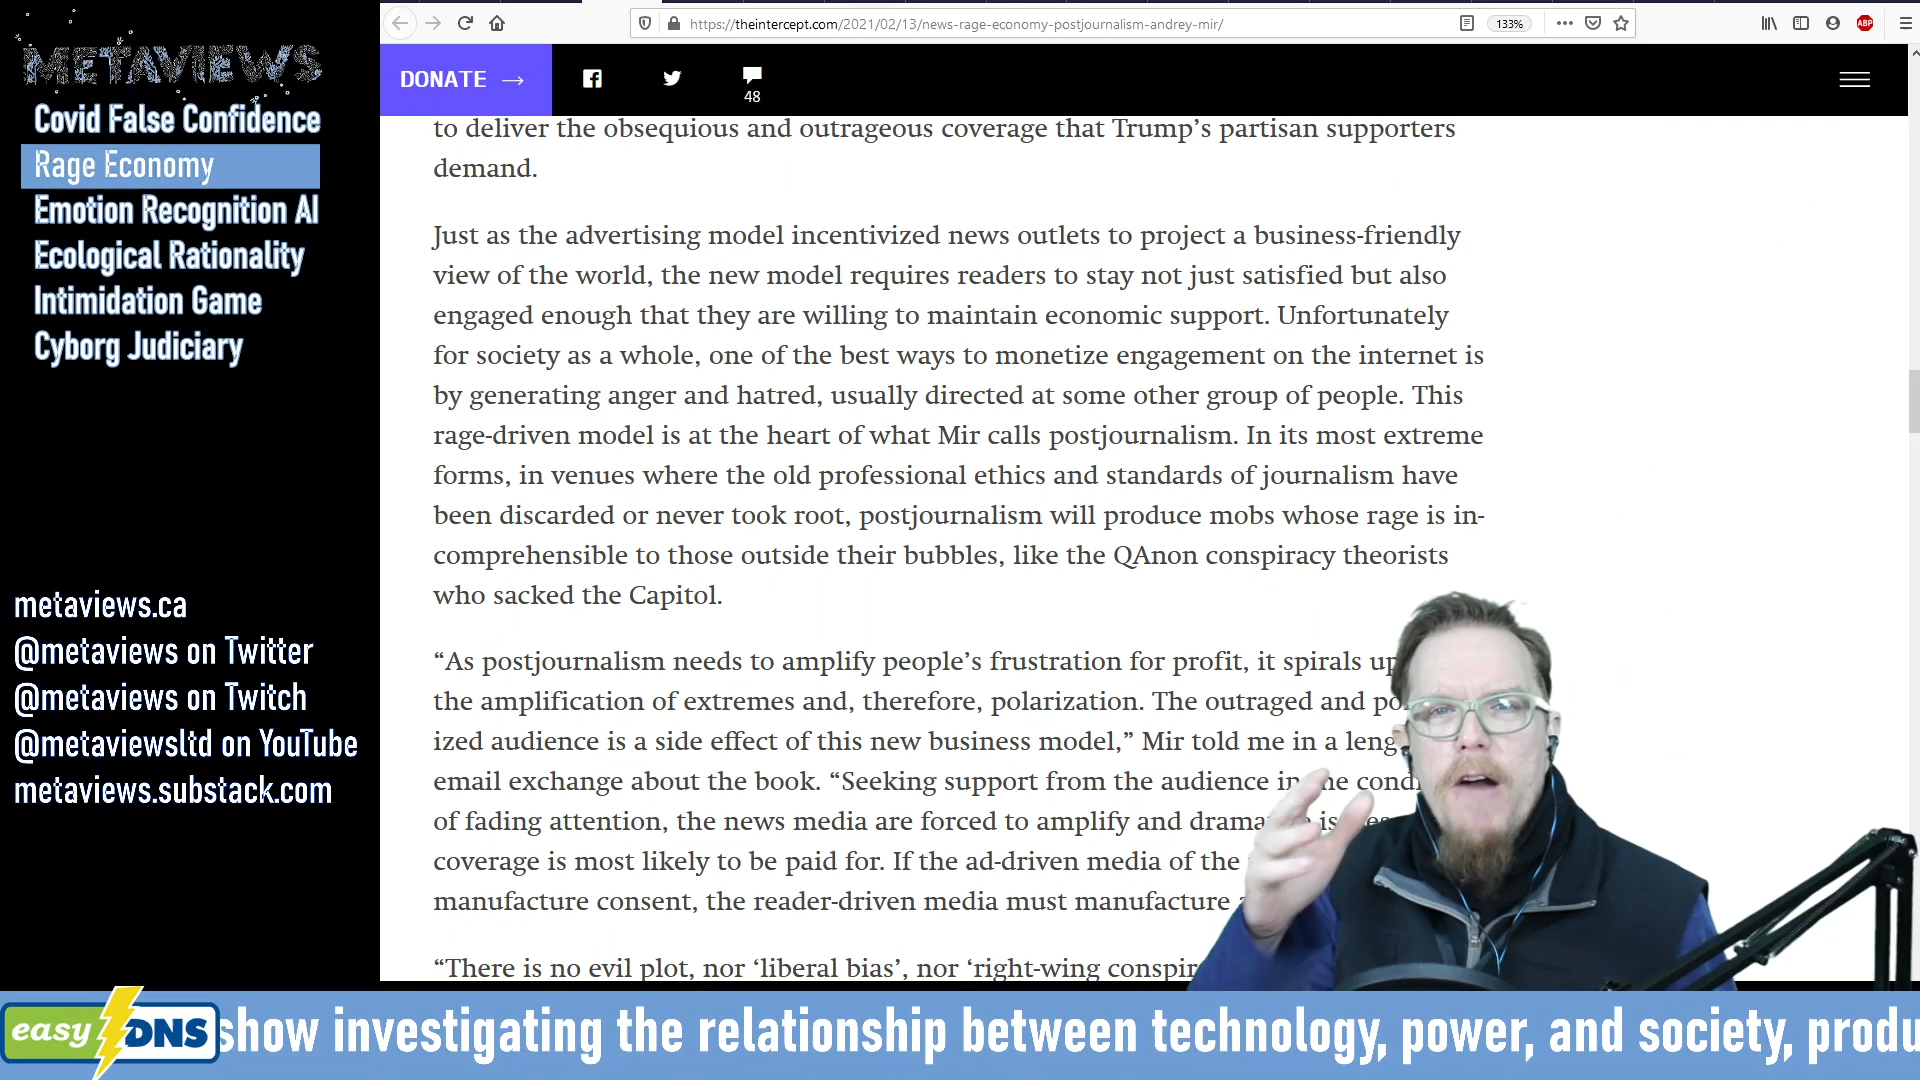 METAVIEWS
Covid False Confidence
Rage Economy
Emotion Recognition AI
Ecological Rationality
Intimidation Game
Cyborg Judiciary
metaviews.ca
@metaviews on Twitter
@metaviews on Twitch
@metaviewsltd on YouTube
metaviews.substack.com
https://theintercept.com/2021/02/13/news-rage-economy-postjournalism-andrey-mir/
133%
ABP
DONATE →
48
to deliver the obsequious and outrageous coverage that Trump's partisan supporters
demand.
Just as the advertising model incentivized news outlets to project a business-friendly
view of the world, the new model requires readers to stay not just satisfied but also
engaged enough that they are willing to maintain economic support. Unfortunately
for society as a whole, one of the best ways to monetize engagement on the internet is
by generating anger and hatred, usually directed at some other group of people. This
rage-driven model is at the heart of what Mir calls postjournalism. In its most extreme
forms, in venues where the old professional ethics and standards of journalism have
been discarded or never took root, postjournalism will produce mobs whose rage is in-
comprehensible to those outside their bubbles, like the QAnon conspiracy theorists
who sacked the Capitol.
“As postjournalism needs to amplify people’s frustration for profit, it spirals up
the amplification of extremes and, therefore, polarization. The outraged and
ized audience is a side effect of this new business model,” Mir told me in a
email exchange about the book. “Seeking support from the audience in
of fading attention, the news media are forced to amplify and
coverage is most likely to be paid for. If the ad-driven media of the
manufacture consent, the reader-driven media must manufacture
“There is no evil plot, nor ‘liberal bias’, nor ‘right-wing
easyDNS
show investigating the relationship between technology, power, and society,